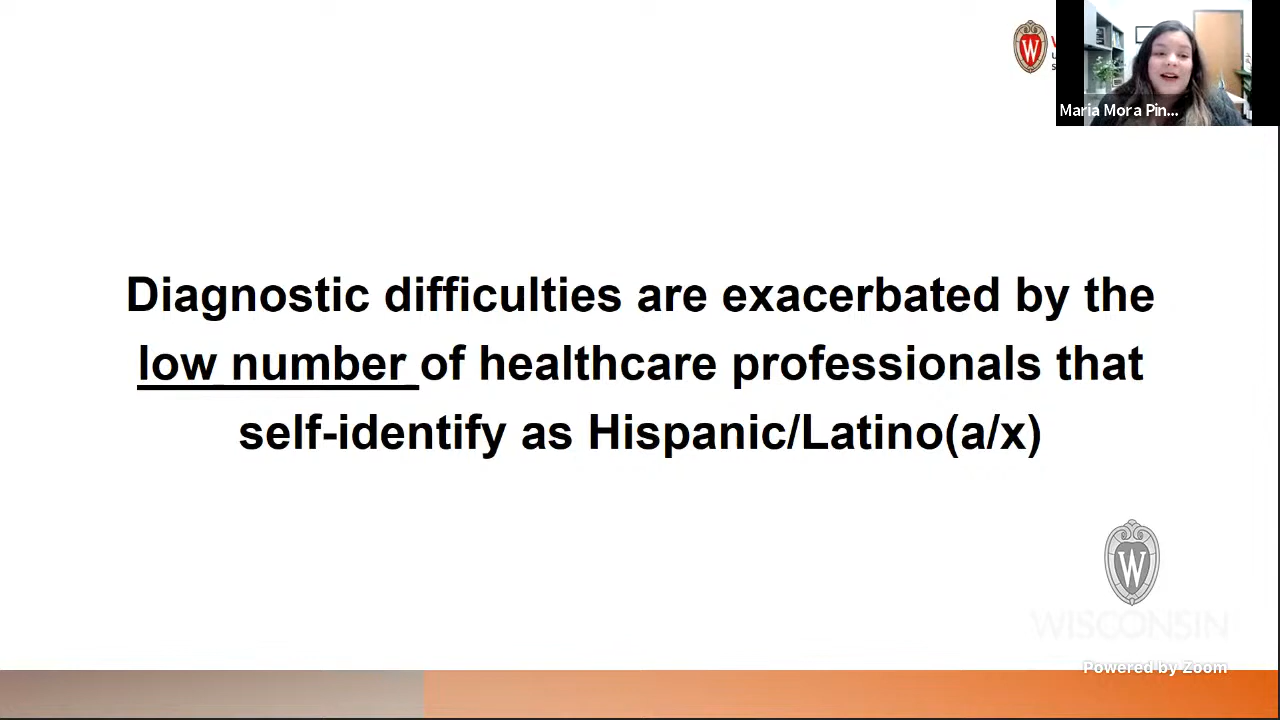 W
Maria Mora Pin...
Diagnostic difficulties are exacerbated by the
low number of healthcare professionals that
self-identify as Hispanic/Latino(a/x)
W
WISCONSIN
Powered by Zoom